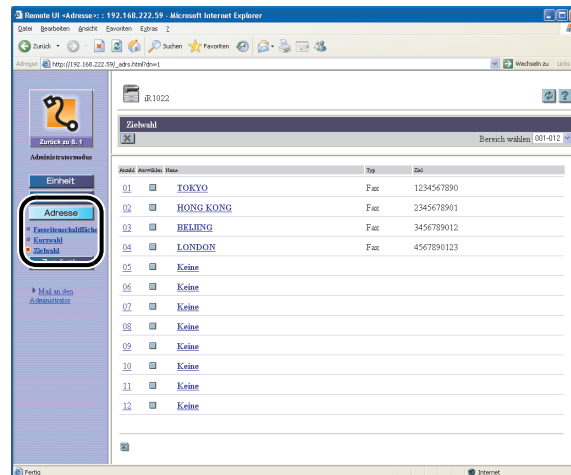 Remote UI <Adresse>: : 192.168.222.59 - Microsoft Internet Explorer
Datei Bearbeiten Ansicht Favoriten Extras ?
Zurück Suchen Favoriten
Adresse http://192.168.222.59/_adrs.html?dn=1 Wechseln zu Links
iR1022
Zurück zu S. 1
Administratormodus
Zielwahl
Bereich wählen 001-012
Einheit
Adresse
Favoritenschaltfläche
Kurzwahl
Zielwahl
Mail an den
Administrator
Anzahl Auswählen Name Typ Ziel
01 TOKYO Fax 1234567890
02 HONG KONG Fax 2345678901
03 BEIJING Fax 3456789012
04 LONDON Fax 4567890123
05 Keine
06 Keine
07 Keine
08 Keine
09 Keine
10 Keine
11 Keine
12 Keine
Fertig Internet